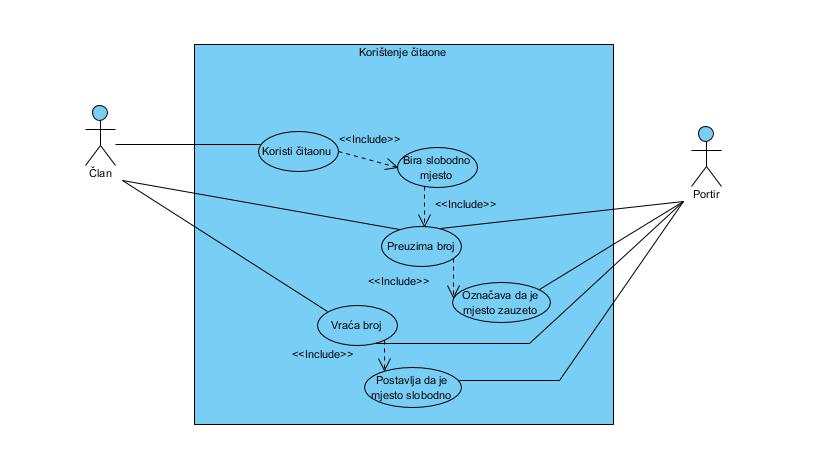 Korištenje čitaone
<<Include>>
Koristi čitaonu
Bira slobodno
mjesto
Član
Portir
<<Include>>
Preuzima broj
<<Include>>
Označava da je
mjesto zauzeto
Vraća broj
<<Include>>
Postavlja da je
mjesto slobodno